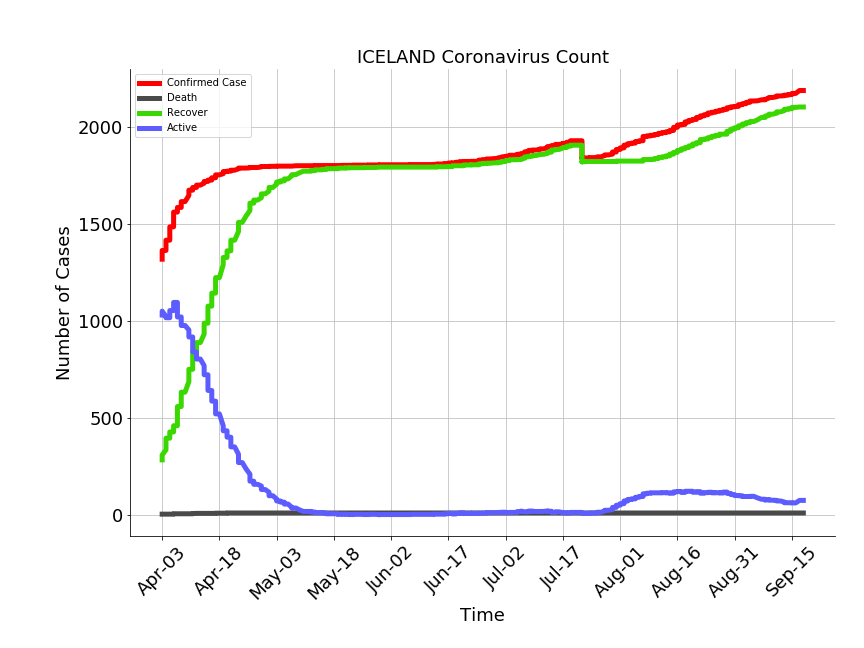 ICELAND Coronavirus Count
Confirmed Case
Death
Recover
Active
Number of Cases
2000
1500
1000
500
0
Apr-03
Apr-18
May-03
May-18
Jun-02
Jun-17
Jul-02
Jul-17
Aug-01
Aug-16
Aug-31
Sep-15
Time